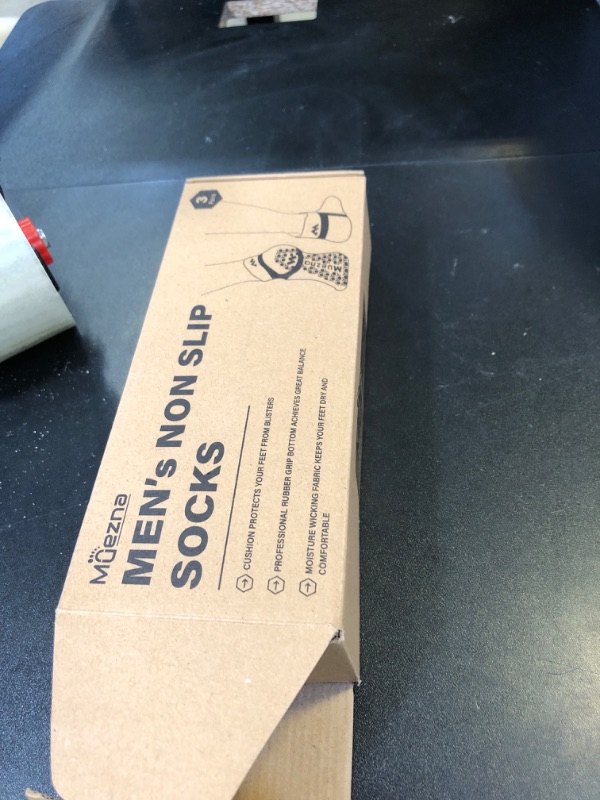 Muezna
MEN's NON SLIP
SOCKS
CUSHION PROTECTS YOUR FEET FROM BLISTERS
PROFESSIONAL RUBBER GRIP BOTTOM ACHIEVES GREAT BALANCE
MOISTURE WICKING FABRIC KEEPS YOUR FEET DRY AND
COMFORTABLE
3